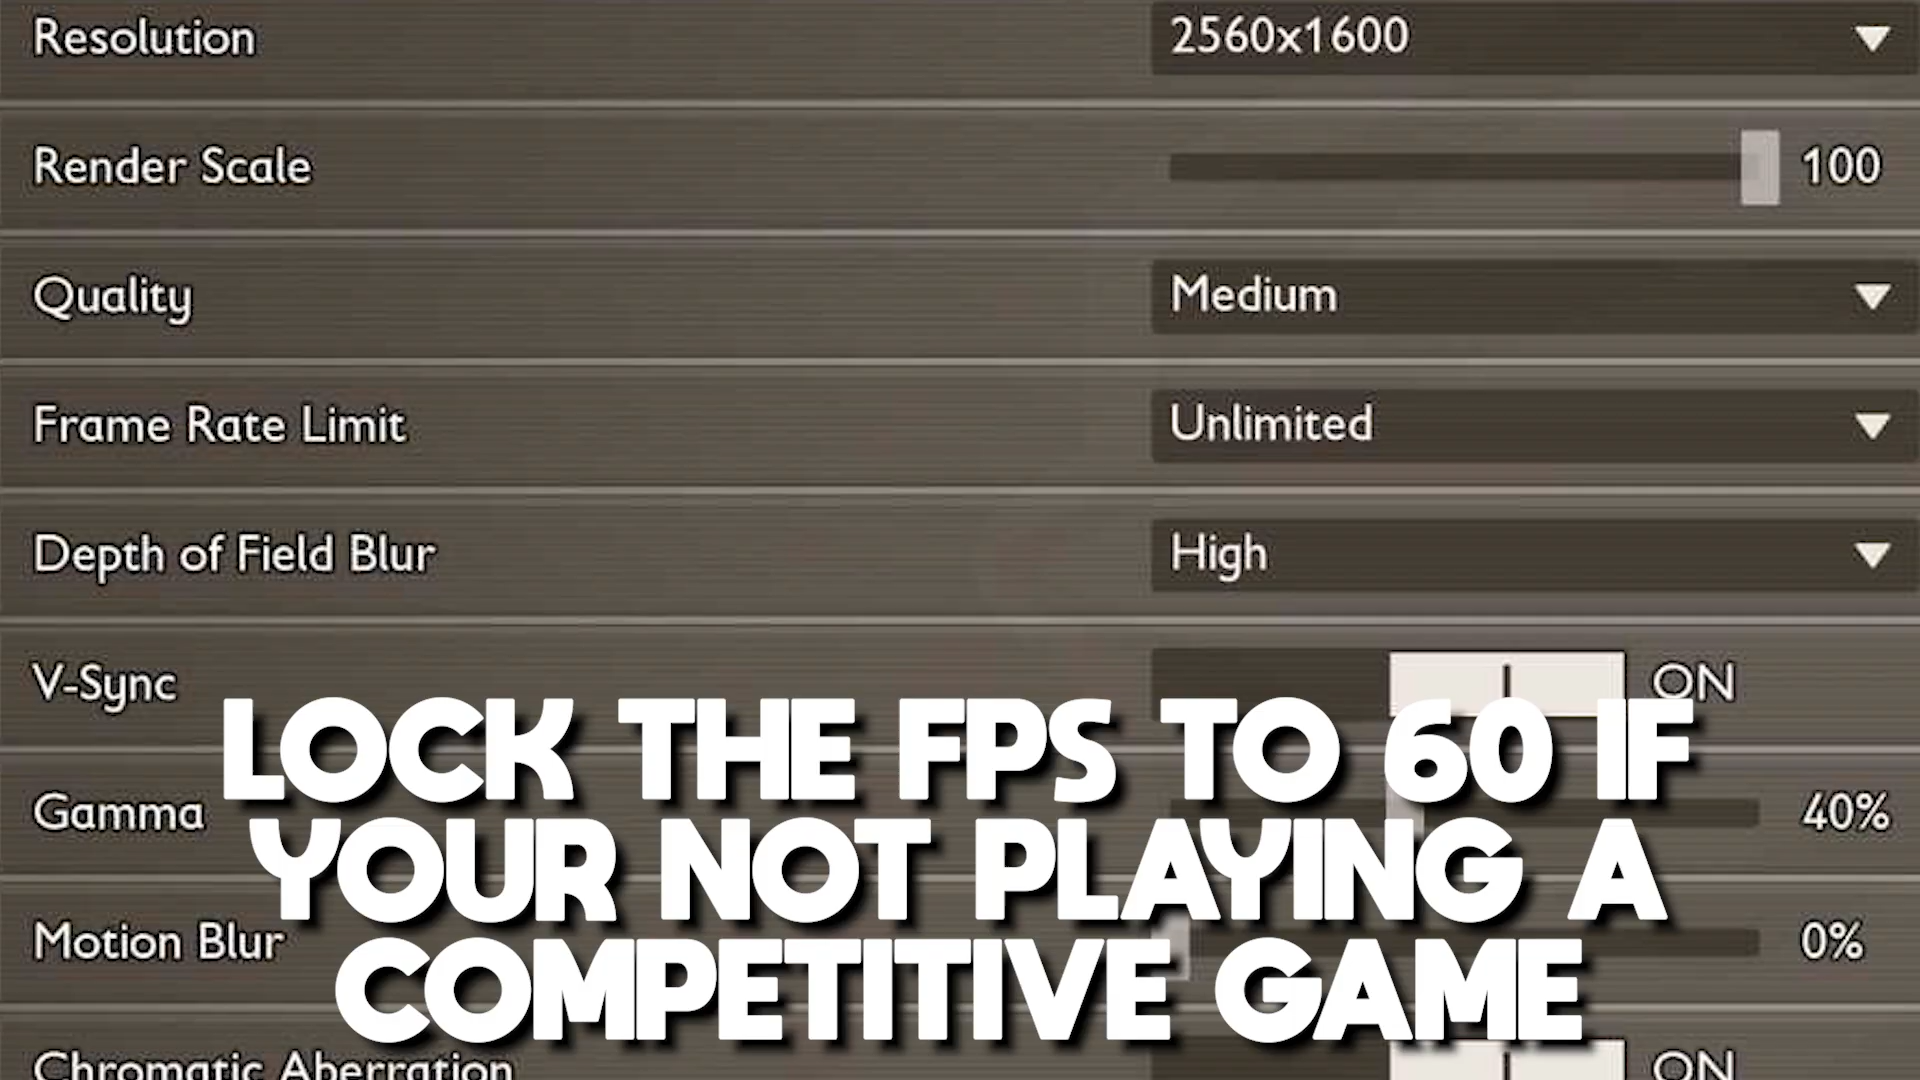 Resolution 2560x1600
Render Scale 100
Quality Medium
Frame Rate Limit Unlimited
Depth of Field Blur High
V-Sync ON
LOCK THE FPS TO 60 IF
Gamma 40%
YOUR NOT PLAYING A
Motion Blur 0%
COMPETITIVE GAME
Chromatic Aberration ON